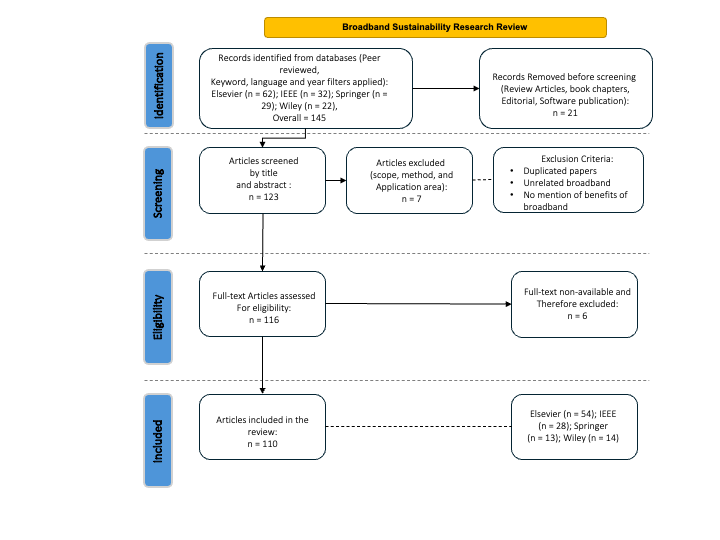 Broadband Sustainability Research Review
Identification
Records identified from databases (Peer
reviewed,
Keyword, language and year filters applied):
Elsevier (n = 62); IEEE (n = 32); Springer (n =
29); Wiley (n = 22),
Overall = 145
Records Removed before screening
(Review Articles, book chapters,
Editorial, Software publication):
n = 21
Screening
Articles screened
by title
and abstract :
n = 123
Articles excluded
(scope, method, and
Application area):
n = 7
Exclusion Criteria:
• Duplicated papers
• Unrelated broadband
• No mention of benefits of
broadband
Eligibility
Full-text Articles assessed
For eligibility:
n = 116
Full-text non-available and
Therefore excluded:
n = 6
Included
Articles included in the
review:
n = 110
Elsevier (n = 54); IEEE
(n = 28); Springer
(n = 13); Wiley (n = 14)